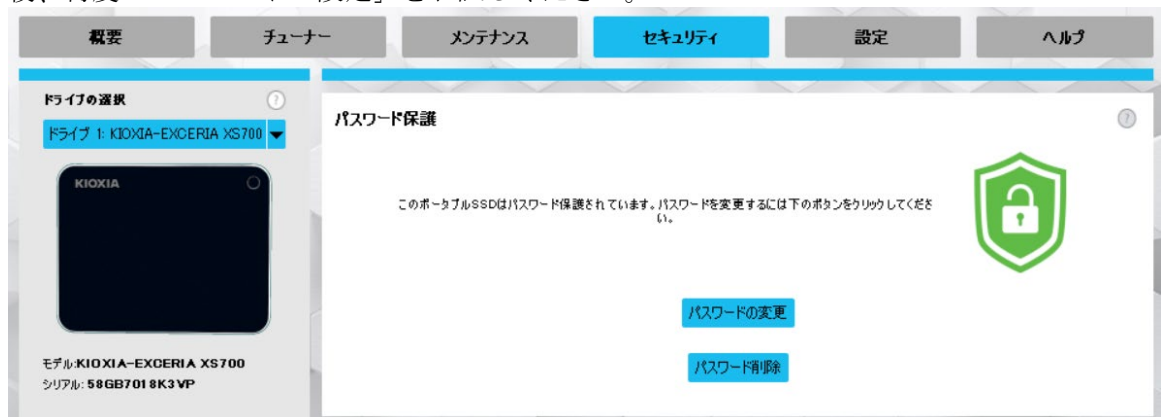 概要
チューナー
メンテナンス
セキュリティ
設定
ヘルプ
ドライブの選択
?
ドライブ 1: KIOXIA-EXCERIA XS700
KIOXIA
モデル:KIOXIA-EXCERIA XS700
シリアル: 58GB7018K3VP
パスワード保護
?
このポータブルSSDはパスワード保護されています。パスワードを変更するには下のボタンをクリックしてくださ
い。
パスワードの変更
パスワード削除